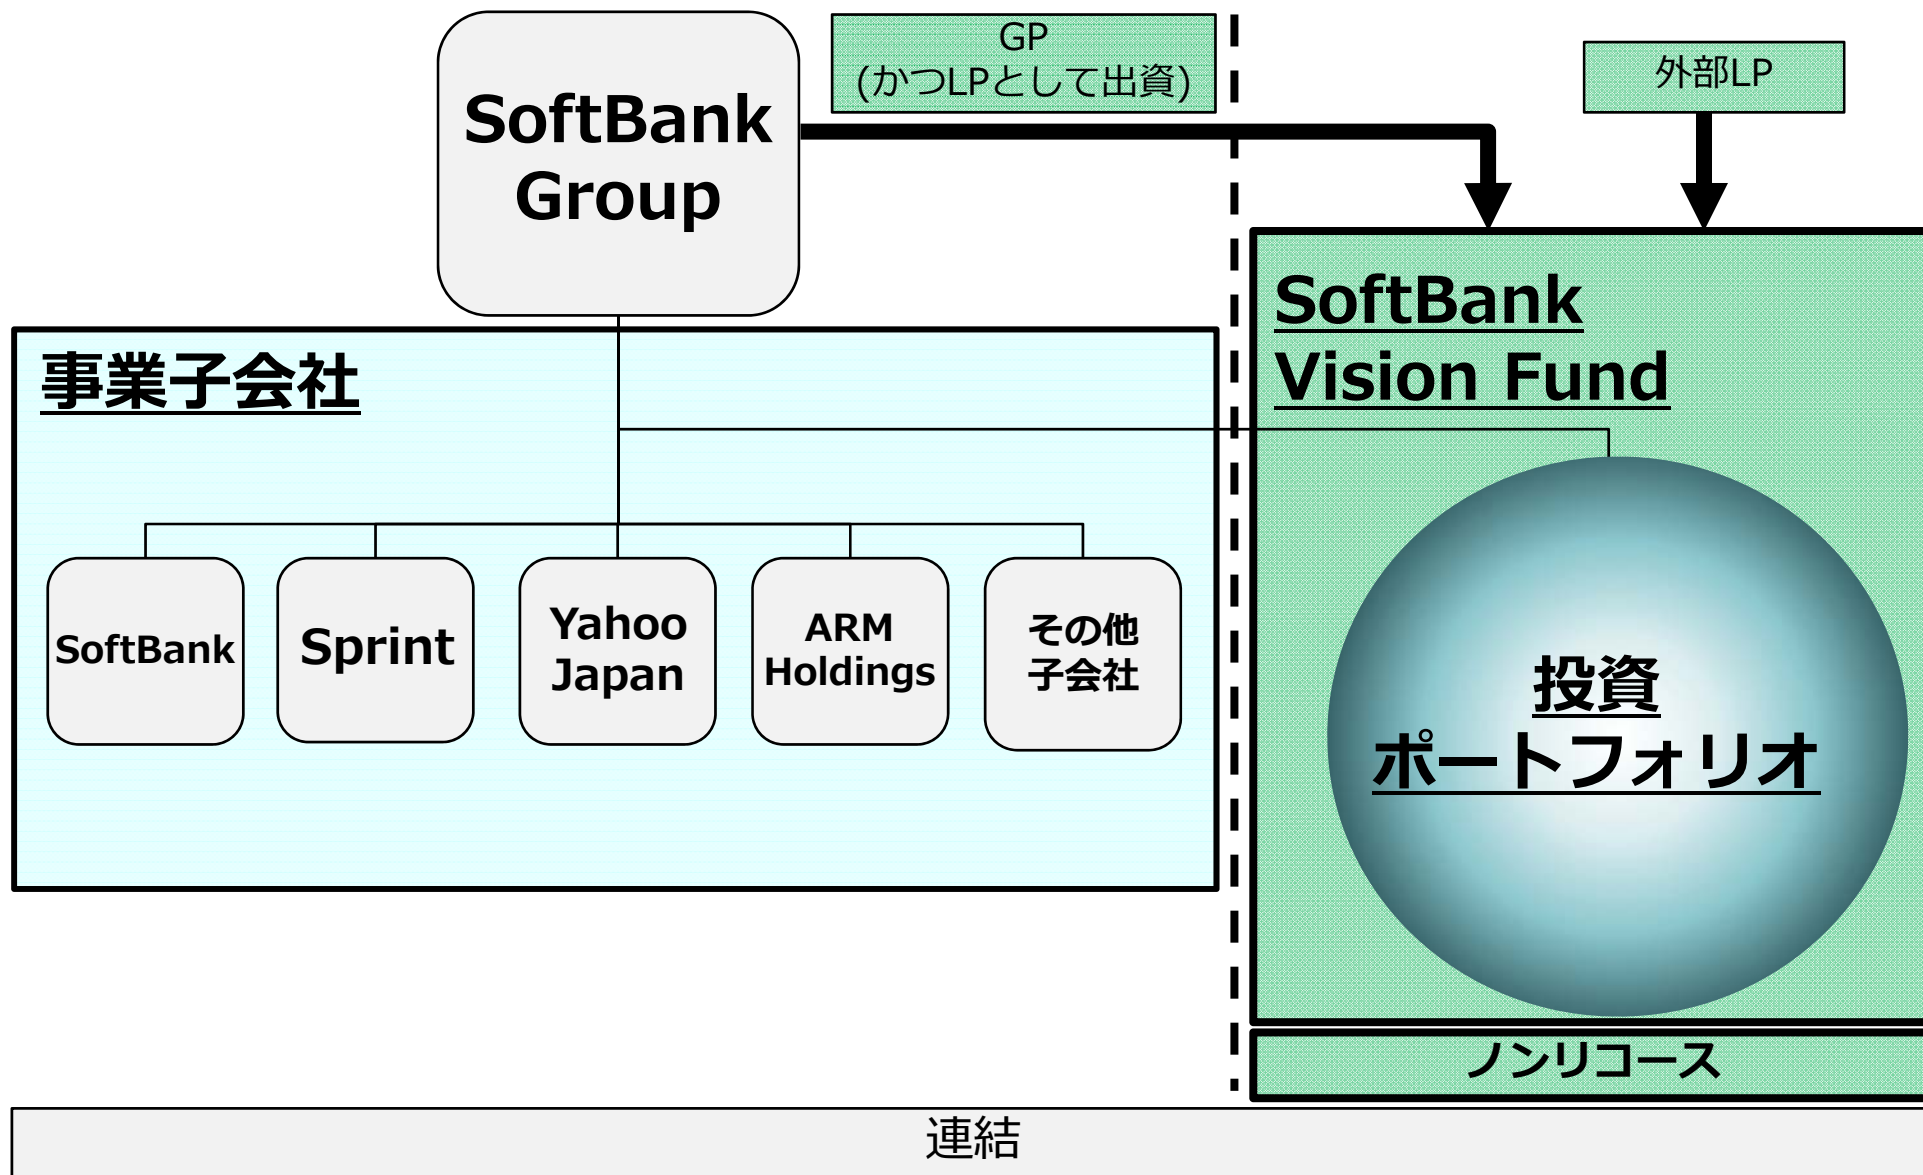 SoftBank
Group
GP
(かつLPとして出資)
外部LP
事業子会社
SoftBank
Sprint
Yahoo
Japan
ARM
Holdings
その他
子会社
SoftBank
Vision Fund
投資
ポートフォリオ
ノンリコース
連結